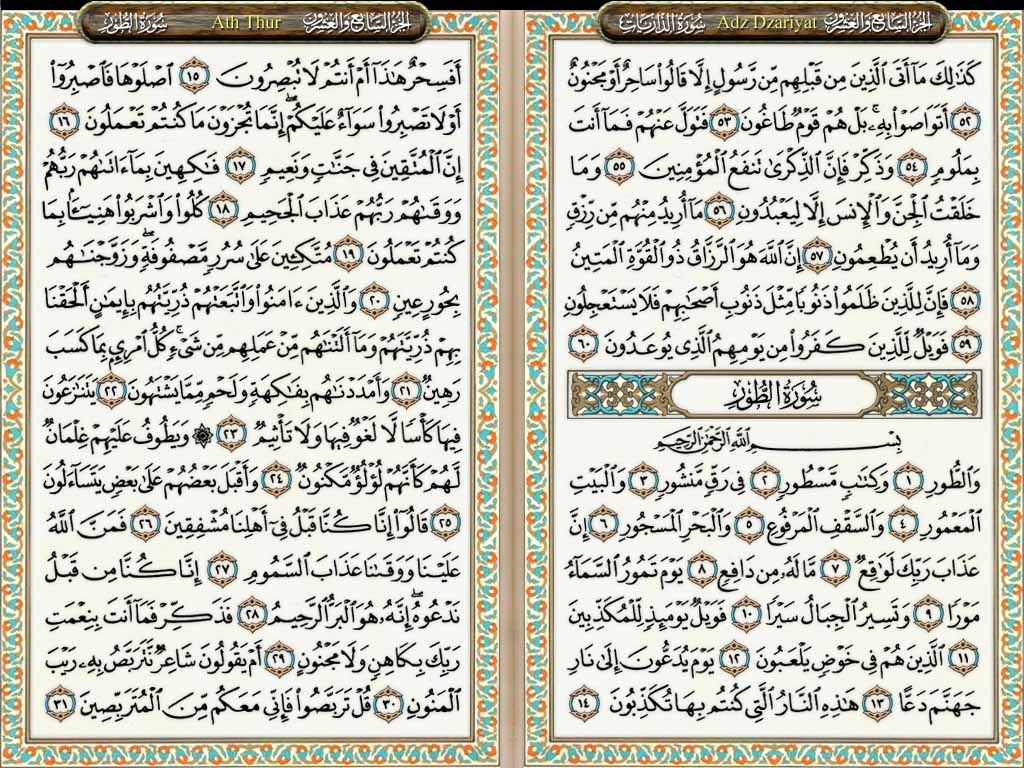 الجزء السابع والعشرون Adz Dzariyat سورة الذاريات
كَذَٰلِكَ مَآ أَتَى ٱلَّذِينَ مِن قَبْلِهِم مِّن رَّسُولٍ إِلَّا قَالُوا۟ سَاحِرٌ أَوْ مَجْنُونٌ
٥٢ أَتَوَاصَوْا۟ بِهِۦ ۚ بَلْ هُمْ قَوْمٌ طَاغُونَ ٥٣ فَتَوَلَّ عَنْهُمْ فَمَآ أَنتَ
بِمَلُومٍ ٥٤ وَذَكِّرْ فَإِنَّ ٱلذِّكْرَىٰ تَنفَعُ ٱلْمُؤْمِنِينَ ٥٥ وَمَا
خَلَقْتُ ٱلْجِنَّ وَٱلْإِنسَ إِلَّا لِيَعْبُدُونِ ٥٦ مَآ أُرِيدُ مِنْهُم مِّن رِّزْقٍ
وَمَآ أُرِيدُ أَن يُطْعِمُونِ ٥٧ إِنَّ ٱللَّهَ هُوَ ٱلرَّزَّاقُ ذُو ٱلْقُوَّةِ ٱلْمَتِينُ
٥٨ فَإِنَّ لِلَّذِينَ ظَلَمُوا۟ ذَنُوبًا مِّثْلَ ذَنُوبِ أَصْحَٰبِهِمْ فَلَا يَسْتَعْجِلُونِ
٥٩ فَوَيْلٌ لِّلَّذِينَ كَفَرُوا۟ مِن يَوْمِهِمُ ٱلَّذِى يُوعَدُونَ ٦٠
سُورَةُ الطُّورِ
بِسْمِ ٱللَّهِ ٱلرَّحْمَٰنِ ٱلرَّحِيمِ
وَٱلطُّورِ ١ وَكِتَٰبٍ مَّسْطُورٍ ٢ فِى رَقٍّ مَّنشُورٍ ٣ وَٱلْبَيْتِ
ٱلْمَعْمُورِ ٤ وَٱلسَّقْفِ ٱلْمَرْفُوعِ ٥ وَٱلْبَحْرِ ٱلْمَسْجُورِ ٦ إِنَّ
عَذَابَ رَبِّكَ لَوَٰقِعٌ ٧ مَّا لَهُۥ مِن دَافِعٍ ٨ يَوْمَ تَمُورُ ٱلسَّمَآءُ
مَوْرًا ٩ وَتَسِيرُ ٱلْجِبَالُ سَيْرًا ١٠ فَوَيْلٌ يَوْمَئِذٍ لِّلْمُكَذِّبِينَ
١١ ٱلَّذِينَ هُمْ فِى خَوْضٍ يَلْعَبُونَ ١٢ يَوْمَ يُدَعُّونَ إِلَىٰ نَارِ
جَهَنَّمَ دَعًّا ١٣ هَٰذِهِ ٱلنَّارُ ٱلَّتِى كُنتُم بِهَا تُكَذِّبُونَ ١٤
الجزء السابع والعشرون Ath Thur سورة الطور
أَفَسِحْرٌ هَٰذَآ أَمْ أَنتُمْ لَا تُبْصِرُونَ ١٥ ٱصْلَوْهَا فَٱصْبِرُوٓا۟
أَوْ لَا تَصْبِرُوا۟ سَوَآءٌ عَلَيْكُمْ ۖ إِنَّمَا تُجْزَوْنَ مَا كُنتُمْ تَعْمَلُونَ ١٦
إِنَّ ٱلْمُتَّقِينَ فِى جَنَّٰتٍ وَنَعِيمٍ ١٧ فَٰكِهِينَ بِمَآ ءَاتَىٰهُمْ رَبُّهُمْ
وَوَقَىٰهُمْ رَبُّهُمْ عَذَابَ ٱلْجَحِيمِ ١٨ كُلُوا۟ وَٱشْرَبُوا۟ هَنِيٓـًٔۢا بِمَا
كُنتُمْ تَعْمَلُونَ ١٩ مُتَّكِـِٔينَ عَلَىٰ سُرُرٍ مَّصْفُوفَةٍ ۖ وَزَوَّجْنَٰهُم
بِحُورٍ عِينٍ ٢٠ وَٱلَّذِينَ ءَامَنُوا۟ وَٱتَّبَعَتْهُمْ ذُرِّيَّتُهُم بِإِيمَٰنٍ أَلْحَقْنَا
بِهِمْ ذُرِّيَّتَهُمْ وَمَآ أَلَتْنَٰهُم مِّنْ عَمَلِهِم مِّن شَىْءٍ ۚ كُلُّ ٱمْرِئٍۭ بِمَا كَسَبَ
رَهِينٌ ٢١ وَأَمْدَدْنَٰهُم بِفَٰكِهَةٍ وَلَحْمٍ مِّمَّا يَشْتَهُونَ ٢٢ يَتَنَٰزَعُونَ
فِيهَا كَأْسًا لَّا لَغْوٌ فِيهَا وَلَا تَأْثِيمٌ ٢٣ ۞ وَيَطُوفُ عَلَيْهِمْ غِلْمَانٌ
لَّهُمْ كَأَنَّهُمْ لُؤْلُؤٌ مَّكْنُونٌ ٢٤ وَأَقْبَلَ بَعْضُهُمْ عَلَىٰ بَعْضٍ يَتَسَآءَلُونَ
٢٥ قَالُوٓا۟ إِنَّا كُنَّا قَبْلُ فِىٓ أَهْلِنَا مُشْفِقِينَ ٢٦ فَمَنَّ ٱللَّهُ
عَلَيْنَا وَوَقَىٰنَا عَذَابَ ٱلسَّمُومِ ٢٧ إِنَّا كُنَّا مِن قَبْلُ
نَدْعُوهُ ۖ إِنَّهُۥ هُوَ ٱلْبَرُّ ٱلرَّحِيمُ ٢٨ فَذَكِّرْ فَمَآ أَنتَ بِنِعْمَتِ
رَبِّكَ بِكَاهِنٍ وَلَا مَجْنُونٍ ٢٩ أَمْ يَقُولُونَ شَاعِرٌ نَّتَرَبَّصُ بِهِۦ رَيْبَ
ٱلْمَنُونِ ٣٠ قُلْ تَرَبَّصُوا۟ فَإِنِّى مَعَكُم مِّنَ ٱلْمُتَرَبِّصِينَ ٣١